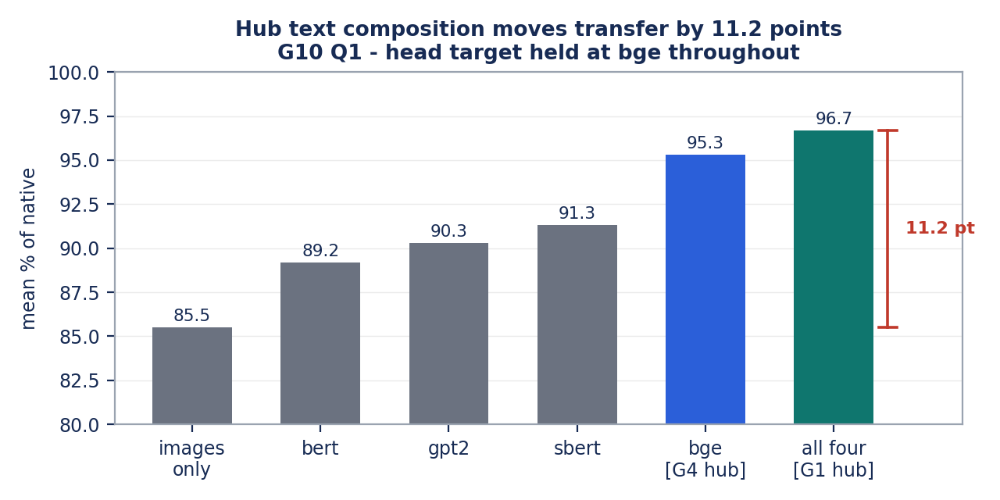 Hub text composition moves transfer by 11.2 points
G10 Q1 - head target held at bge throughout
mean % of native
100.0
97.5
95.0
92.5
90.0
87.5
85.0
82.5
80.0
85.5
89.2
90.3
91.3
95.3
96.7
11.2 pt
images
only
bert
gpt2
sbert
bge
[G4 hub]
all four
[G1 hub]